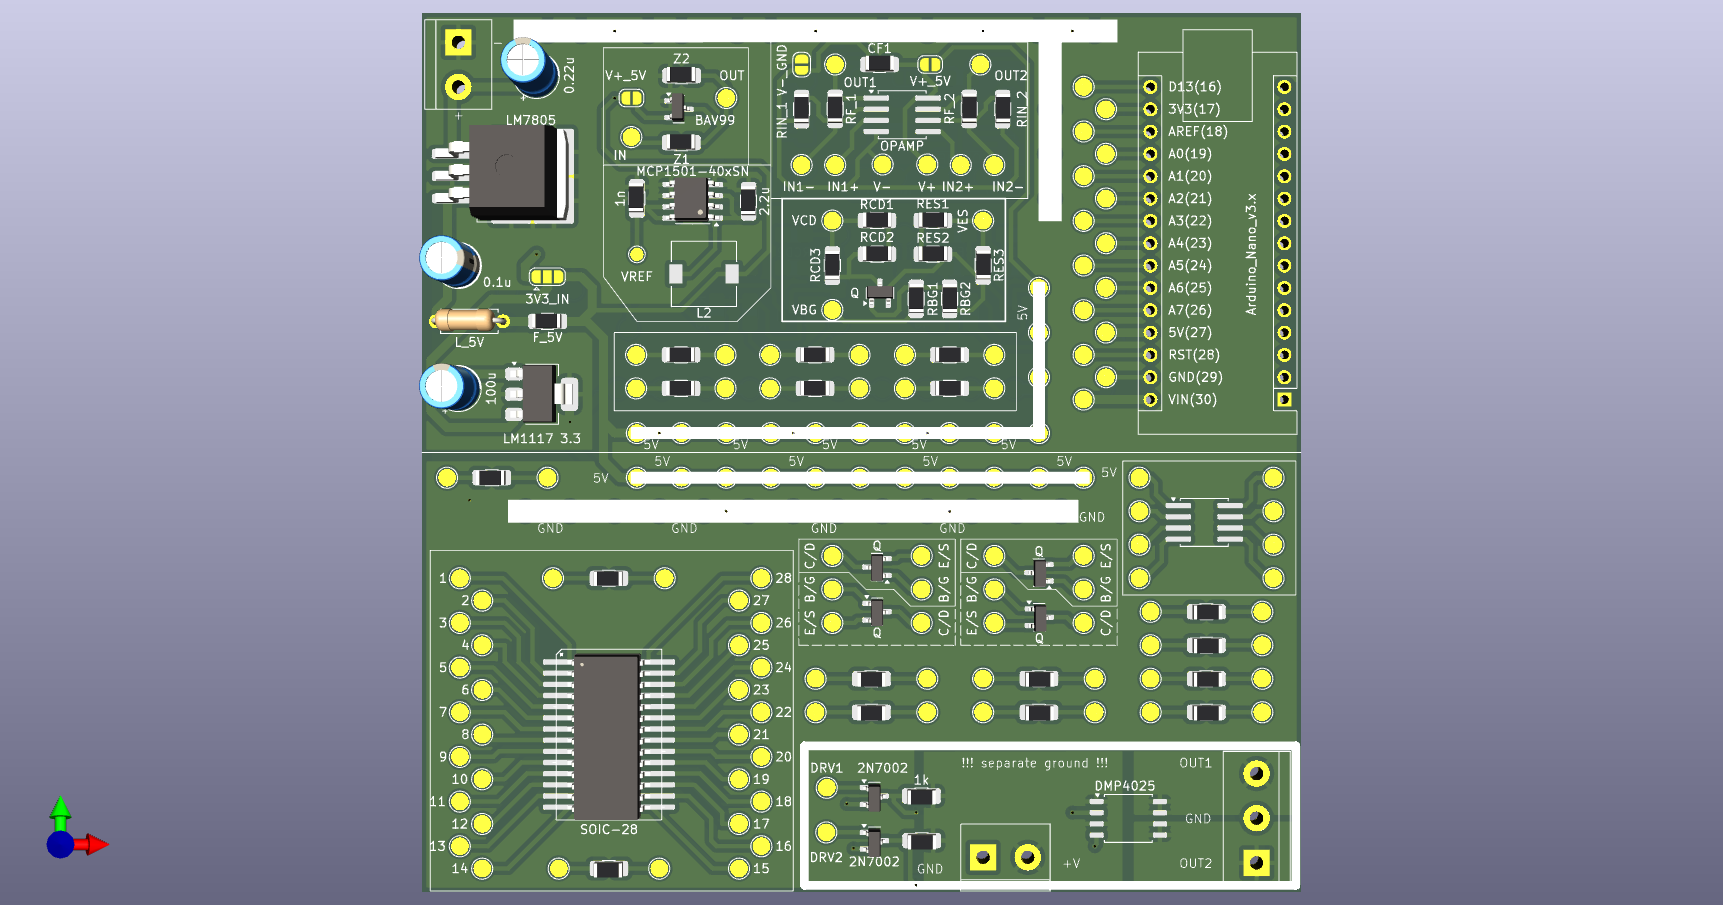 -
+
0.22u
LM7805
0.1u
3V3_IN
F_5V
L_5V
100u
+
LM1117 3.3
Z2
V+_5V
OUT
BAV99
IN
Z1
MCP1501-40xSN
1n
2.2u
VREF
L2
V-_GND
CF1
OUT1
V+_5V
OUT2
RIN_1
RF_1
RF_2
RIN_2
OPAMP
IN1-
IN1+
V-
V+
IN2+
IN2-
RCD1
RES1
VCD
VES
RCD2
RES2
RCD3
RES3
Q
RBG1
RBG2
VBG
5V
D13(16)
3V3(17)
AREF(18)
A0(19)
A1(20)
A2(21)
A3(22)
A4(23)
A5(24)
A6(25)
A7(26)
5V(27)
RST(28)
GND(29)
VIN(30)
Arduino_Nano_v3.x
5V
5V
5V
5V
5V
5V
5V
5V
5V
5V
5V
GND
GND
GND
GND
GND
1
2
3
4
5
6
7
8
9
10
11
12
13
14
28
27
26
25
24
23
22
21
20
19
18
17
16
15
SOIC-28
C/D
B/G
E/S
Q
Q
E/S
B/G
C/D
C/D
B/G
E/S
Q
Q
E/S
B/G
C/D
DRV1
2N7002
1k
!!! separate ground !!!
OUT1
DMP4025
GND
DRV2
2N7002
GND
+V
OUT2